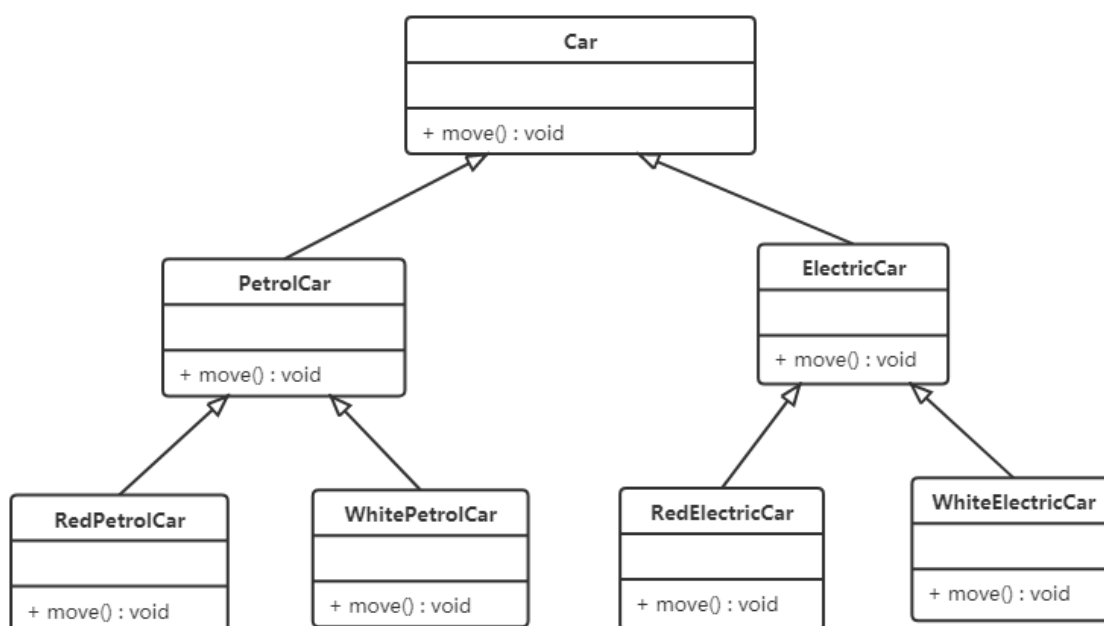 Car
+ move() : void
PetrolCar
+ move() : void
ElectricCar
+ move() : void
RedPetrolCar
+ move() : void
WhitePetrolCar
+ move() : void
RedElectricCar
+ move() : void
WhiteElectricCar
+ move() : void